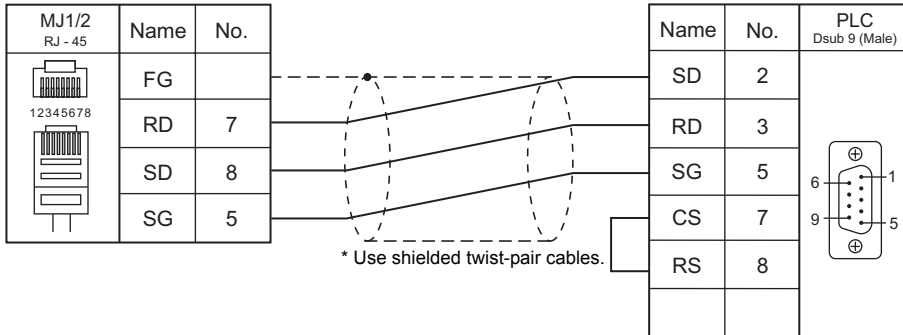 MJ1/2
RJ - 45
Name No.
FG
RD 7
SD 8
SG 5
12345678
* Use shielded twist-pair cables.
Name No.
PLC
Dsub 9 (Male)
SD 2
RD 3
SG 5
CS 7
RS 8
6
1
9
5